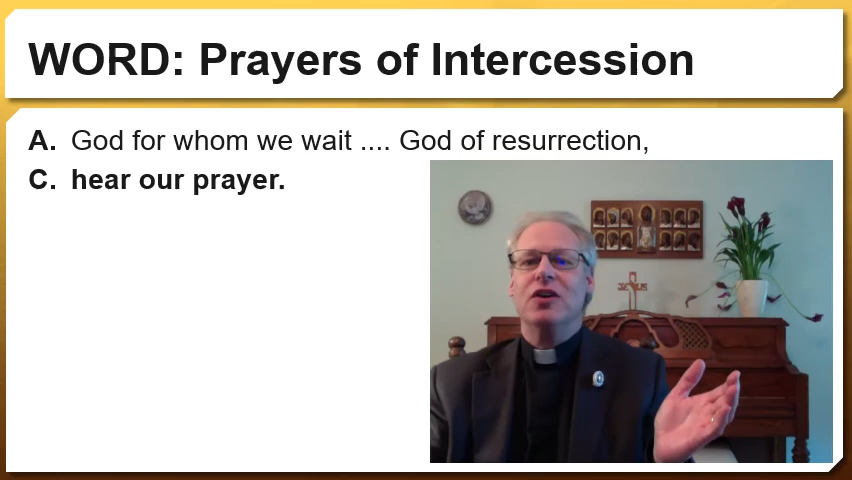 WORD: Prayers of Intercession
A. God for whom we wait .... God of resurrection,
C. hear our prayer.